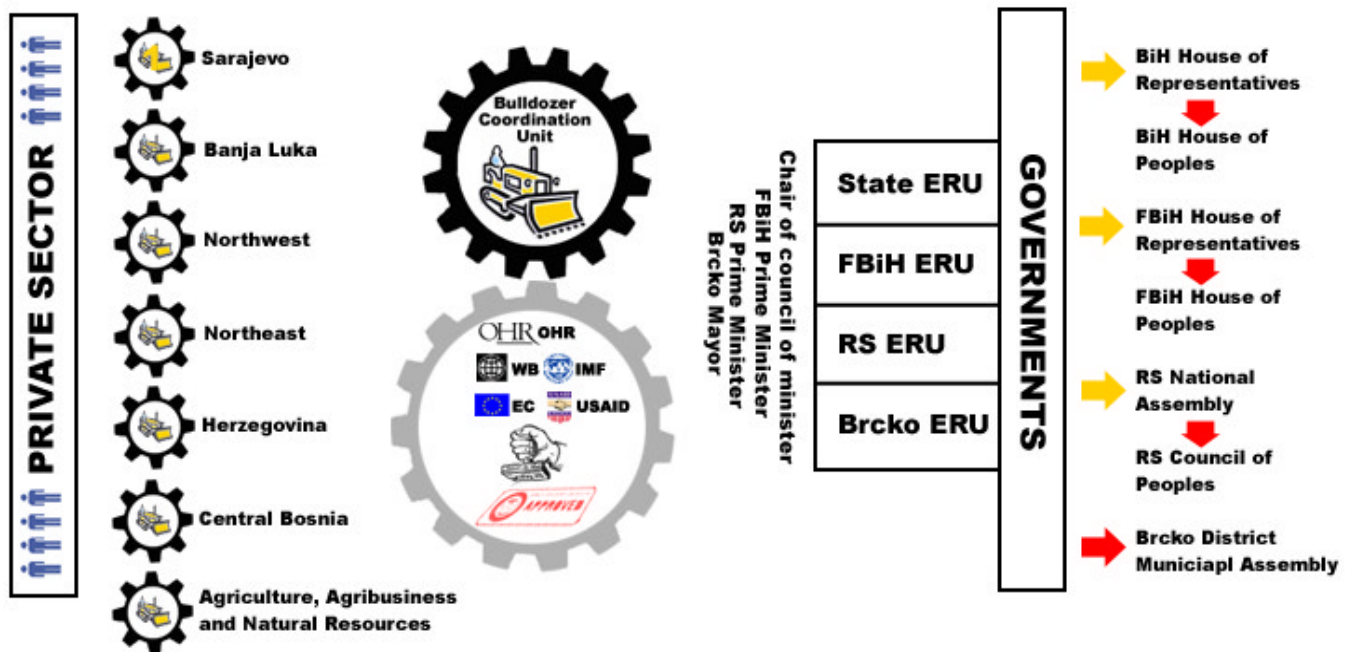 PRIVATE SECTOR
Sarajevo
Banja Luka
Northwest
Northeast
Herzegovina
Central Bosnia
Agriculture, Agribusiness
and Natural Resources
Bulldozer
Coordination
Unit
OHR OHR
WB IMF
EC USAID
APPROVED
Chair of council of minister
FBiH Prime Minister
RS Prime Minister
Brcko Mayor
State ERU
FBiH ERU
RS ERU
Brcko ERU
GOVERNMENTS
BiH House of
Representatives
BiH House of
Peoples
FBiH House of
Representatives
FBiH House of
Peoples
RS National
Assembly
RS Council of
Peoples
Brcko District
Municiapl Assembly